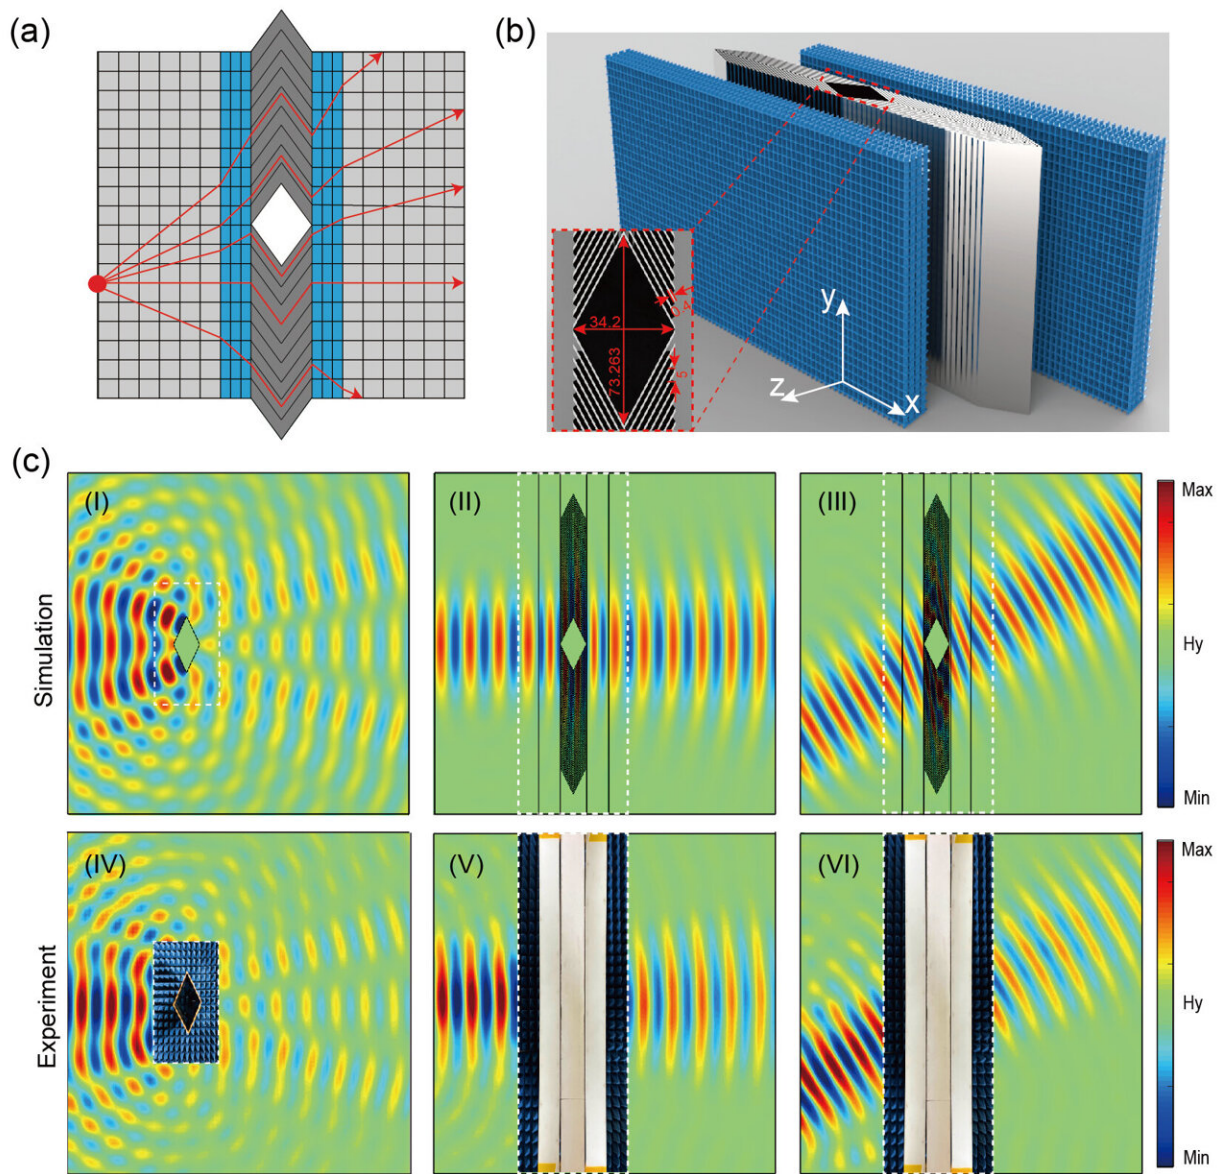 (a)
(b)
34.2
73.263
0.4
5
y
z
x
(c)
Simulation
(I)
(II)
(III)
Max
Hy
Min
Experiment
(IV)
(V)
(VI)
Max
Hy
Min